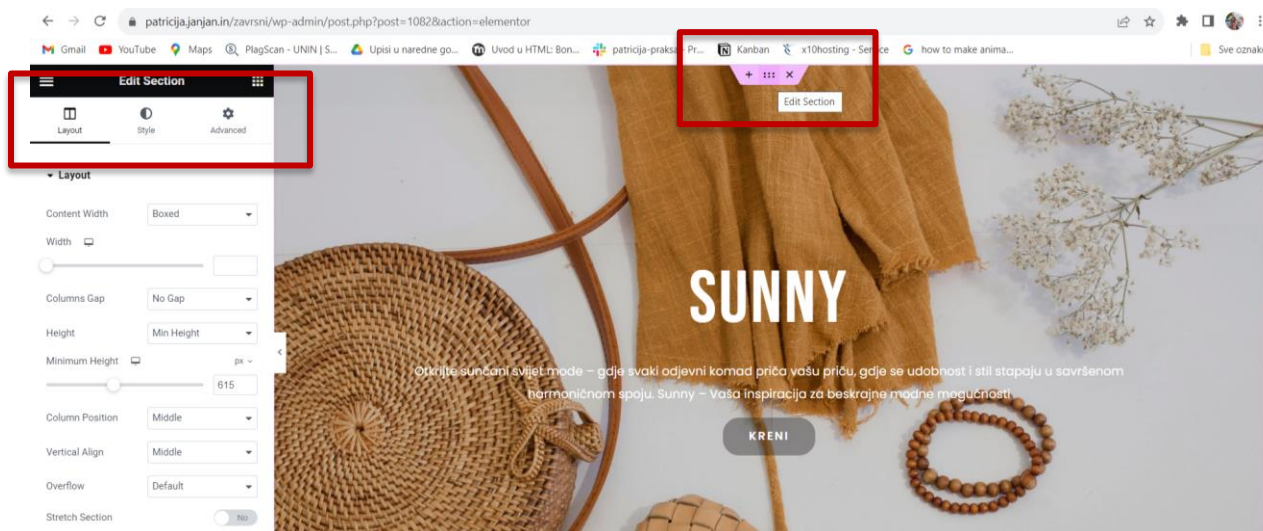 patricija.janjan.in/zavrsni/wp-admin/post.php?post=1082&action=elementor
Gmail YouTube Maps PlagScan - UNIN | S... Upisi u naredne go... Uvod u HTML: Bon... patricija-praksa - Pr... Kanban x10hosting - Service how to make anima... Sve oznake
Edit Section
Layout Style Advanced
Edit Section
Layout
Content Width Boxed
Width
Columns Gap No Gap
Height Min Height
Minimum Height px
615
Column Position Middle
Vertical Align Middle
Overflow Default
Stretch Section No
SUNNY
Otkrijte sunčani svijet mode – gdje svaki odjevni komad priča vašu priču, gdje se udobnost i stil stapaju u savršenom
harmoničnom spoju. Sunny – Vaša inspiracija za beskrajne modne mogućnosti
KRENI